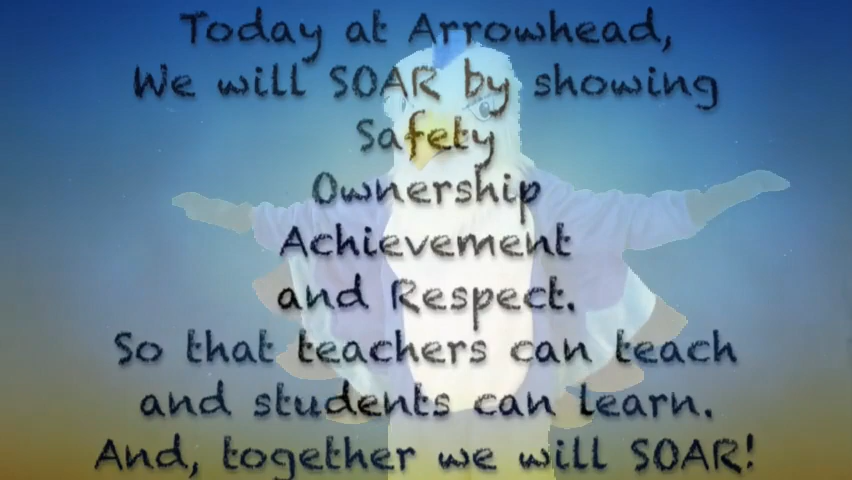 Today at Arrowhead,
We will SOAR by showing
Safety
Ownership
Achievement
and Respect.
So that teachers can teach
and students can learn.
And, together we will SOAR!